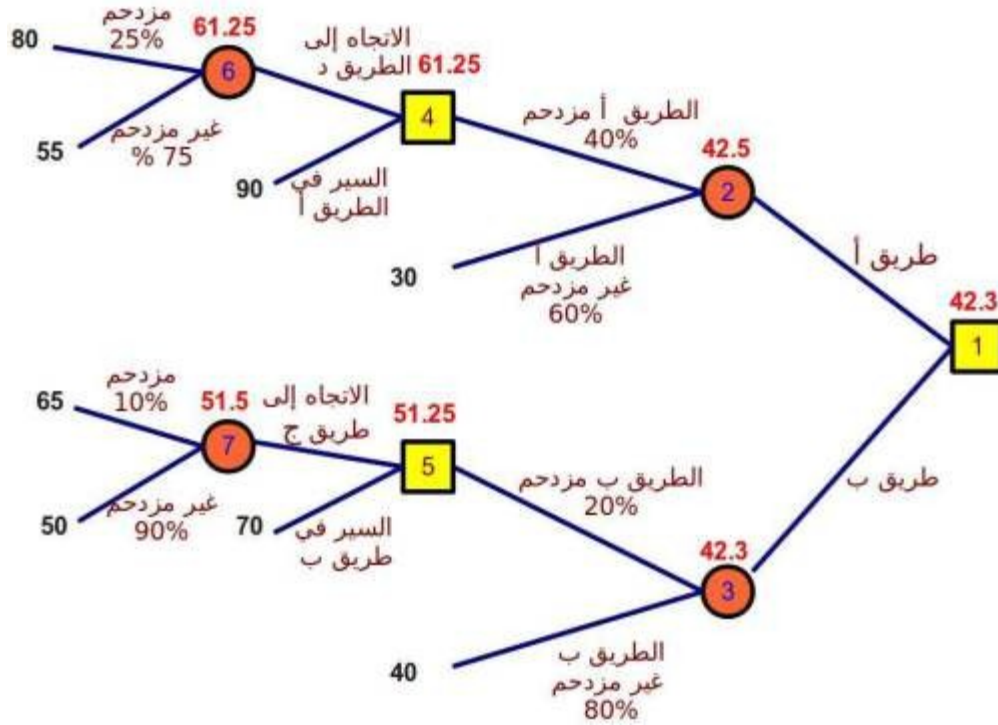 مزدحم
25%
80
61.25
6
غير مزدحم
% 75
55
الاتجاه إلى
الطريق د
61.25
4
السير في
الطريق أ
90
الطريق أ مزدحم
40%
42.5
2
الطريق ا
غير مزدحم
60%
30
طريق أ
42.3
1
مزدحم
10%
65
51.5
7
غير مزدحم
90%
50
الاتجاه إلى
طريق ج
51.25
5
السير في
طريق ب
70
الطريق ب مزدحم
20%
42.3
3
طريق ب
الطريق ب
غير مزدحم
80%
40